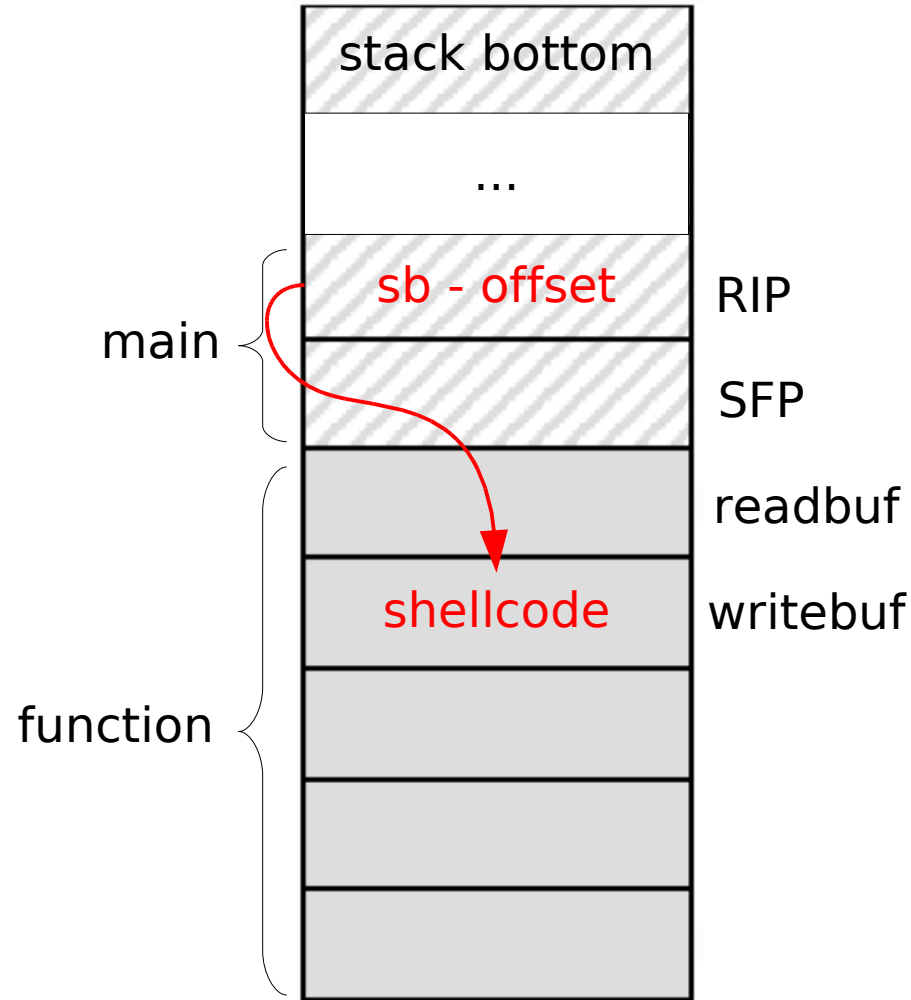 stack bottom
...
sb - offset
RIP
main
SFP
readbuf
shellcode
writebuf
function